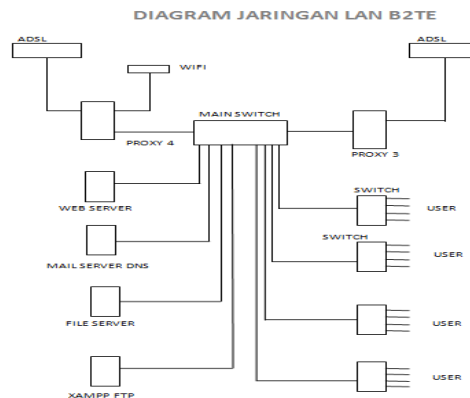 DIAGRAM JARINGAN LAN B2TE
ADSL
ADSL
WIFI
MAIN SWITCH
PROXY 4
PROXY 3
SWITCH
WEB SERVER
USER
SWITCH
MAIL SERVER DNS
USER
FILE SERVER
USER
USER
XAMPP FTP